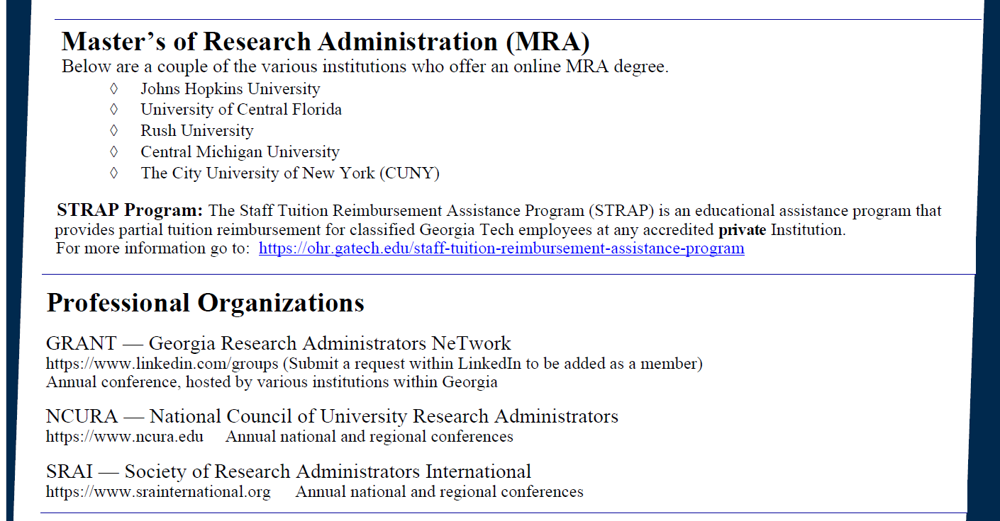 Master’s of Research Administration (MRA)
Below are a couple of the various institutions who offer an online MRA degree.
◊ Johns Hopkins University
◊ University of Central Florida
◊ Rush University
◊ Central Michigan University
◊ The City University of New York (CUNY)
STRAP Program: The Staff Tuition Reimbursement Assistance Program (STRAP) is an educational assistance program that
provides partial tuition reimbursement for classified Georgia Tech employees at any accredited private Institution.
For more information go to: https://ohr.gatech.edu/staff-tuition-reimbursement-assistance-program
Professional Organizations
GRANT — Georgia Research Administrators NeTwork
https://www.linkedin.com/groups (Submit a request within LinkedIn to be added as a member)
Annual conference, hosted by various institutions within Georgia
NCURA — National Council of University Research Administrators
https://www.ncura.edu Annual national and regional conferences
SRAI — Society of Research Administrators International
https://www.srainternational.org Annual national and regional conferences